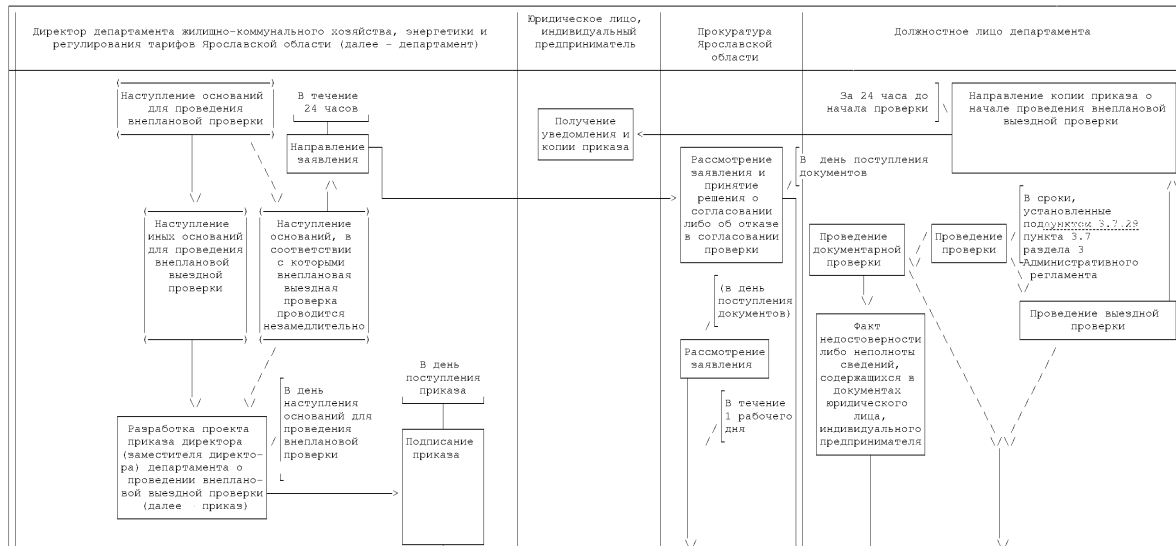 Директор департамента жилищно-коммунального хозяйства, энергетики и
регулирования тарифов Ярославской области (далее - департамент)
Юридическое лицо,
индивидуальный
предприниматель
Прокуратура
Ярославской
области
Должностное лицо департамента
Наступление оснований
для проведения
внеплановой проверки
В течение
24 часов
Направление
заявления
Получение
уведомления и
копии приказа
За 24 часа до
начала проверки
Направление копии приказа о
начале проведения внеплановой
выездной проверки
Рассмотрение
заявления и
принятие
решения о
согласовании
либо об отказе
в согласовании
проверки
В день поступления
документов
Наступление
иных оснований
для проведения
внеплановой
выездной
проверки
Наступление
оснований, в
соответствии
с которыми
внеплановая
выездная
проверка
проводится
незамедлительно
Проведение
документарной
проверки
Проведение
проверки
В сроки,
установленные
подпунктом 3.7.29
пункта 3.7
раздела 3
Административного
регламента
(в день
поступления
документов)
Проведение выездной
проверки
Факт
недостоверности
либо неполноты
сведений,
содержащихся в
документах
юридического
лица,
индивидуального
предпринимателя
Рассмотрение
заявления
В течение
1 рабочего
дня
В день
наступления
оснований для
проведения
внеплановой
проверки
В день
поступления
приказа
Разработка проекта
приказа директора
(заместителя директо-
ра) департамента о
проведении внеплано-
вой выездной проверки
(далее - приказ)
Подписание
приказа